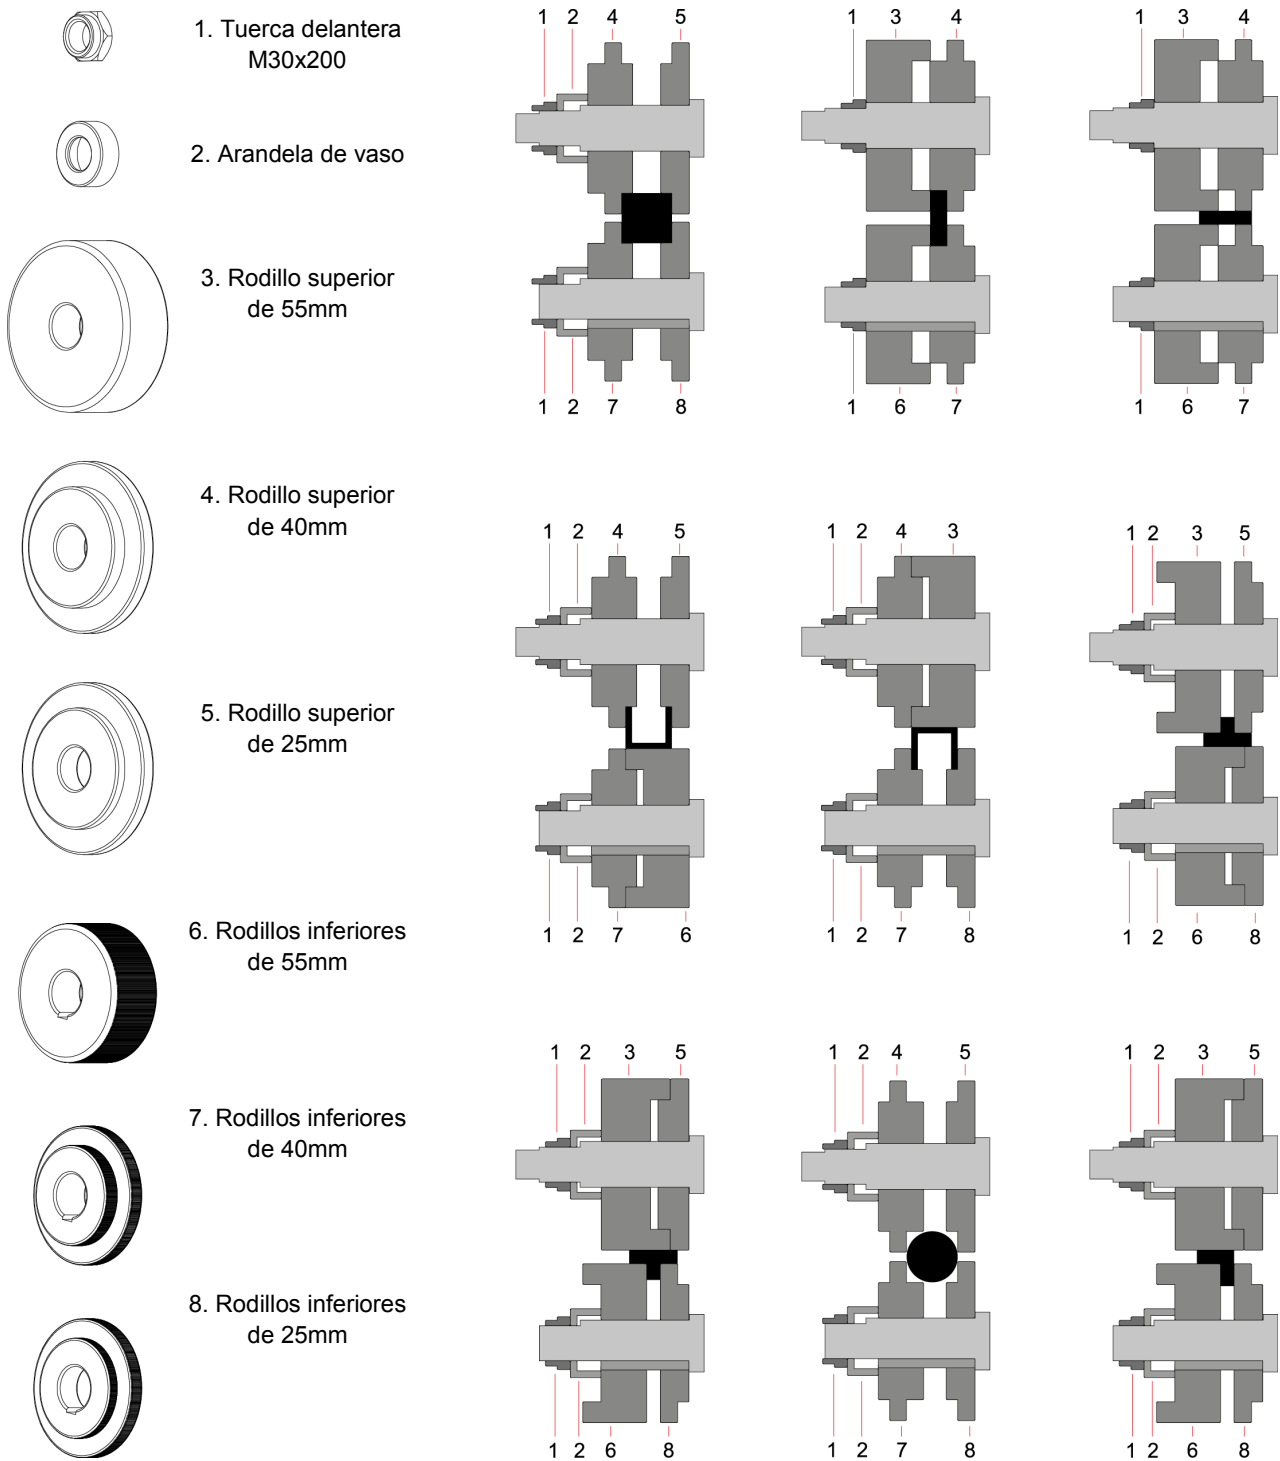 1. Tuerca delantera
M30x200
2. Arandela de vaso
3. Rodillo superior
de 55mm
4. Rodillo superior
de 40mm
5. Rodillo superior
de 25mm
6. Rodillos inferiores
de 55mm
7. Rodillos inferiores
de 40mm
8. Rodillos inferiores
de 25mm
1 2 4 5
1 3 4
1 3 4
1 2 7 8
1 6 7
1 6 7
1 2 4 5
1 2 4 3
1 2 3 5
1 2 7 6
1 2 7 8
1 2 6 8
1 2 3 5
1 2 4 5
1 2 3 5
1 2 6 8
1 2 7 8
1 2 6 8